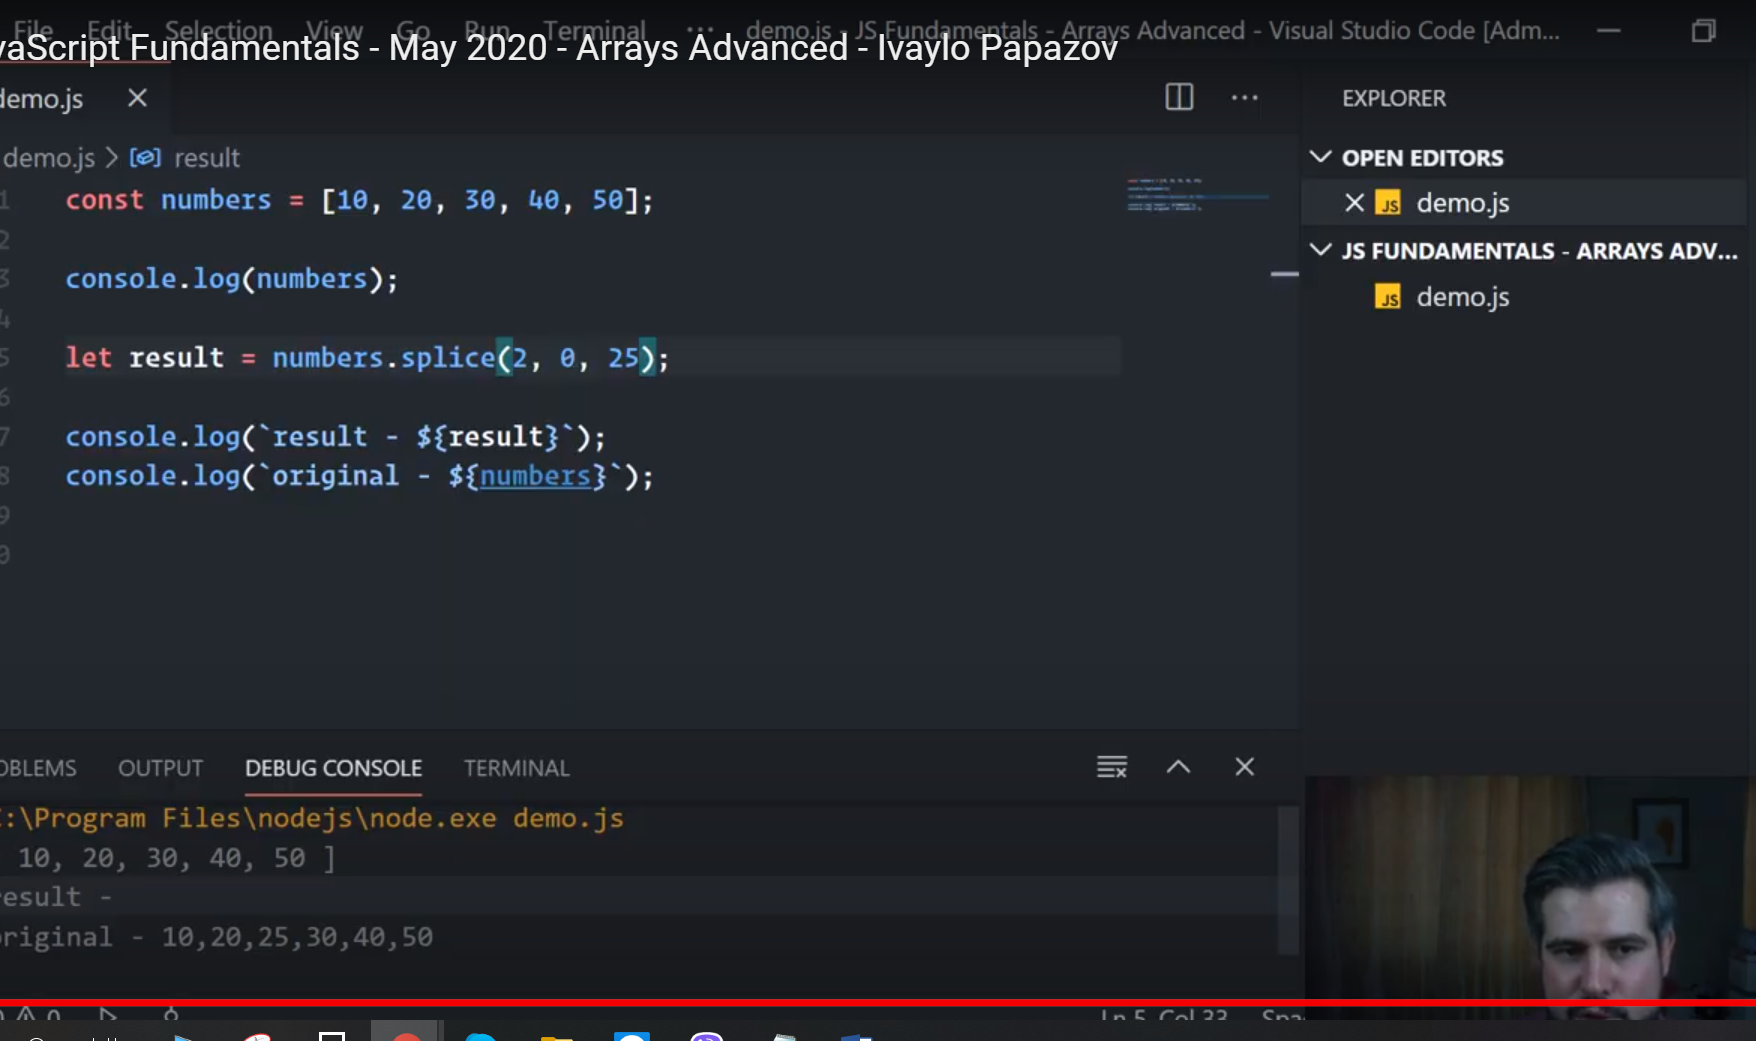 File Edit Selection View Go Run Terminal ··· demo.js - JS Fundamentals - Arrays Advanced - Visual Studio Code [Adm...
vaScript Fundamentals - May 2020 - Arrays Advanced - Ivaylo Papazov
demo.js
EXPLORER
demo.js > result
OPEN EDITORS
JS demo.js
JS FUNDAMENTALS - ARRAYS ADV...
JS demo.js
1 const numbers = [10, 20, 30, 40, 50];
2
3 console.log(numbers);
4
5 let result = numbers.splice(2, 0, 25);
6
7 console.log(`result - ${result}`);
8 console.log(`original - ${numbers}`);
9
0
OBLEMS OUTPUT DEBUG CONSOLE TERMINAL
C:\Program Files\nodejs\node.exe demo.js
10, 20, 30, 40, 50 ]
result -
original - 10,20,25,30,40,50
0 Ln 5, Col 33 Spa